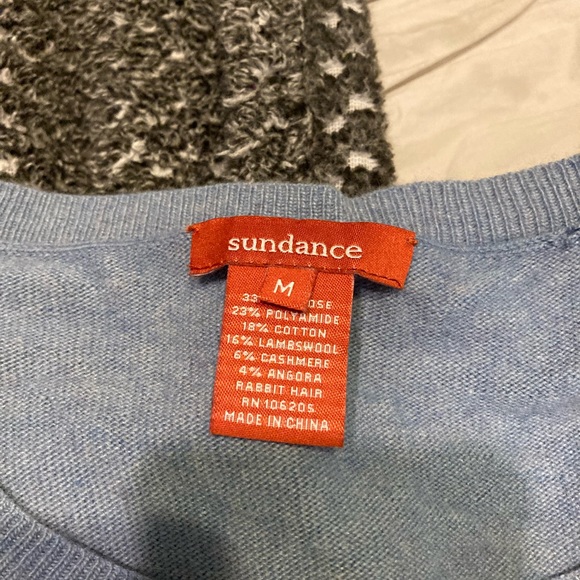 sundance
M
33
23% POLYAMIDE
18% COTTON
16% LAMBSWOOL
6% CASHMERE
4% ANGORA
RABBIT HAIR
RN 106205
MADE IN CHINA